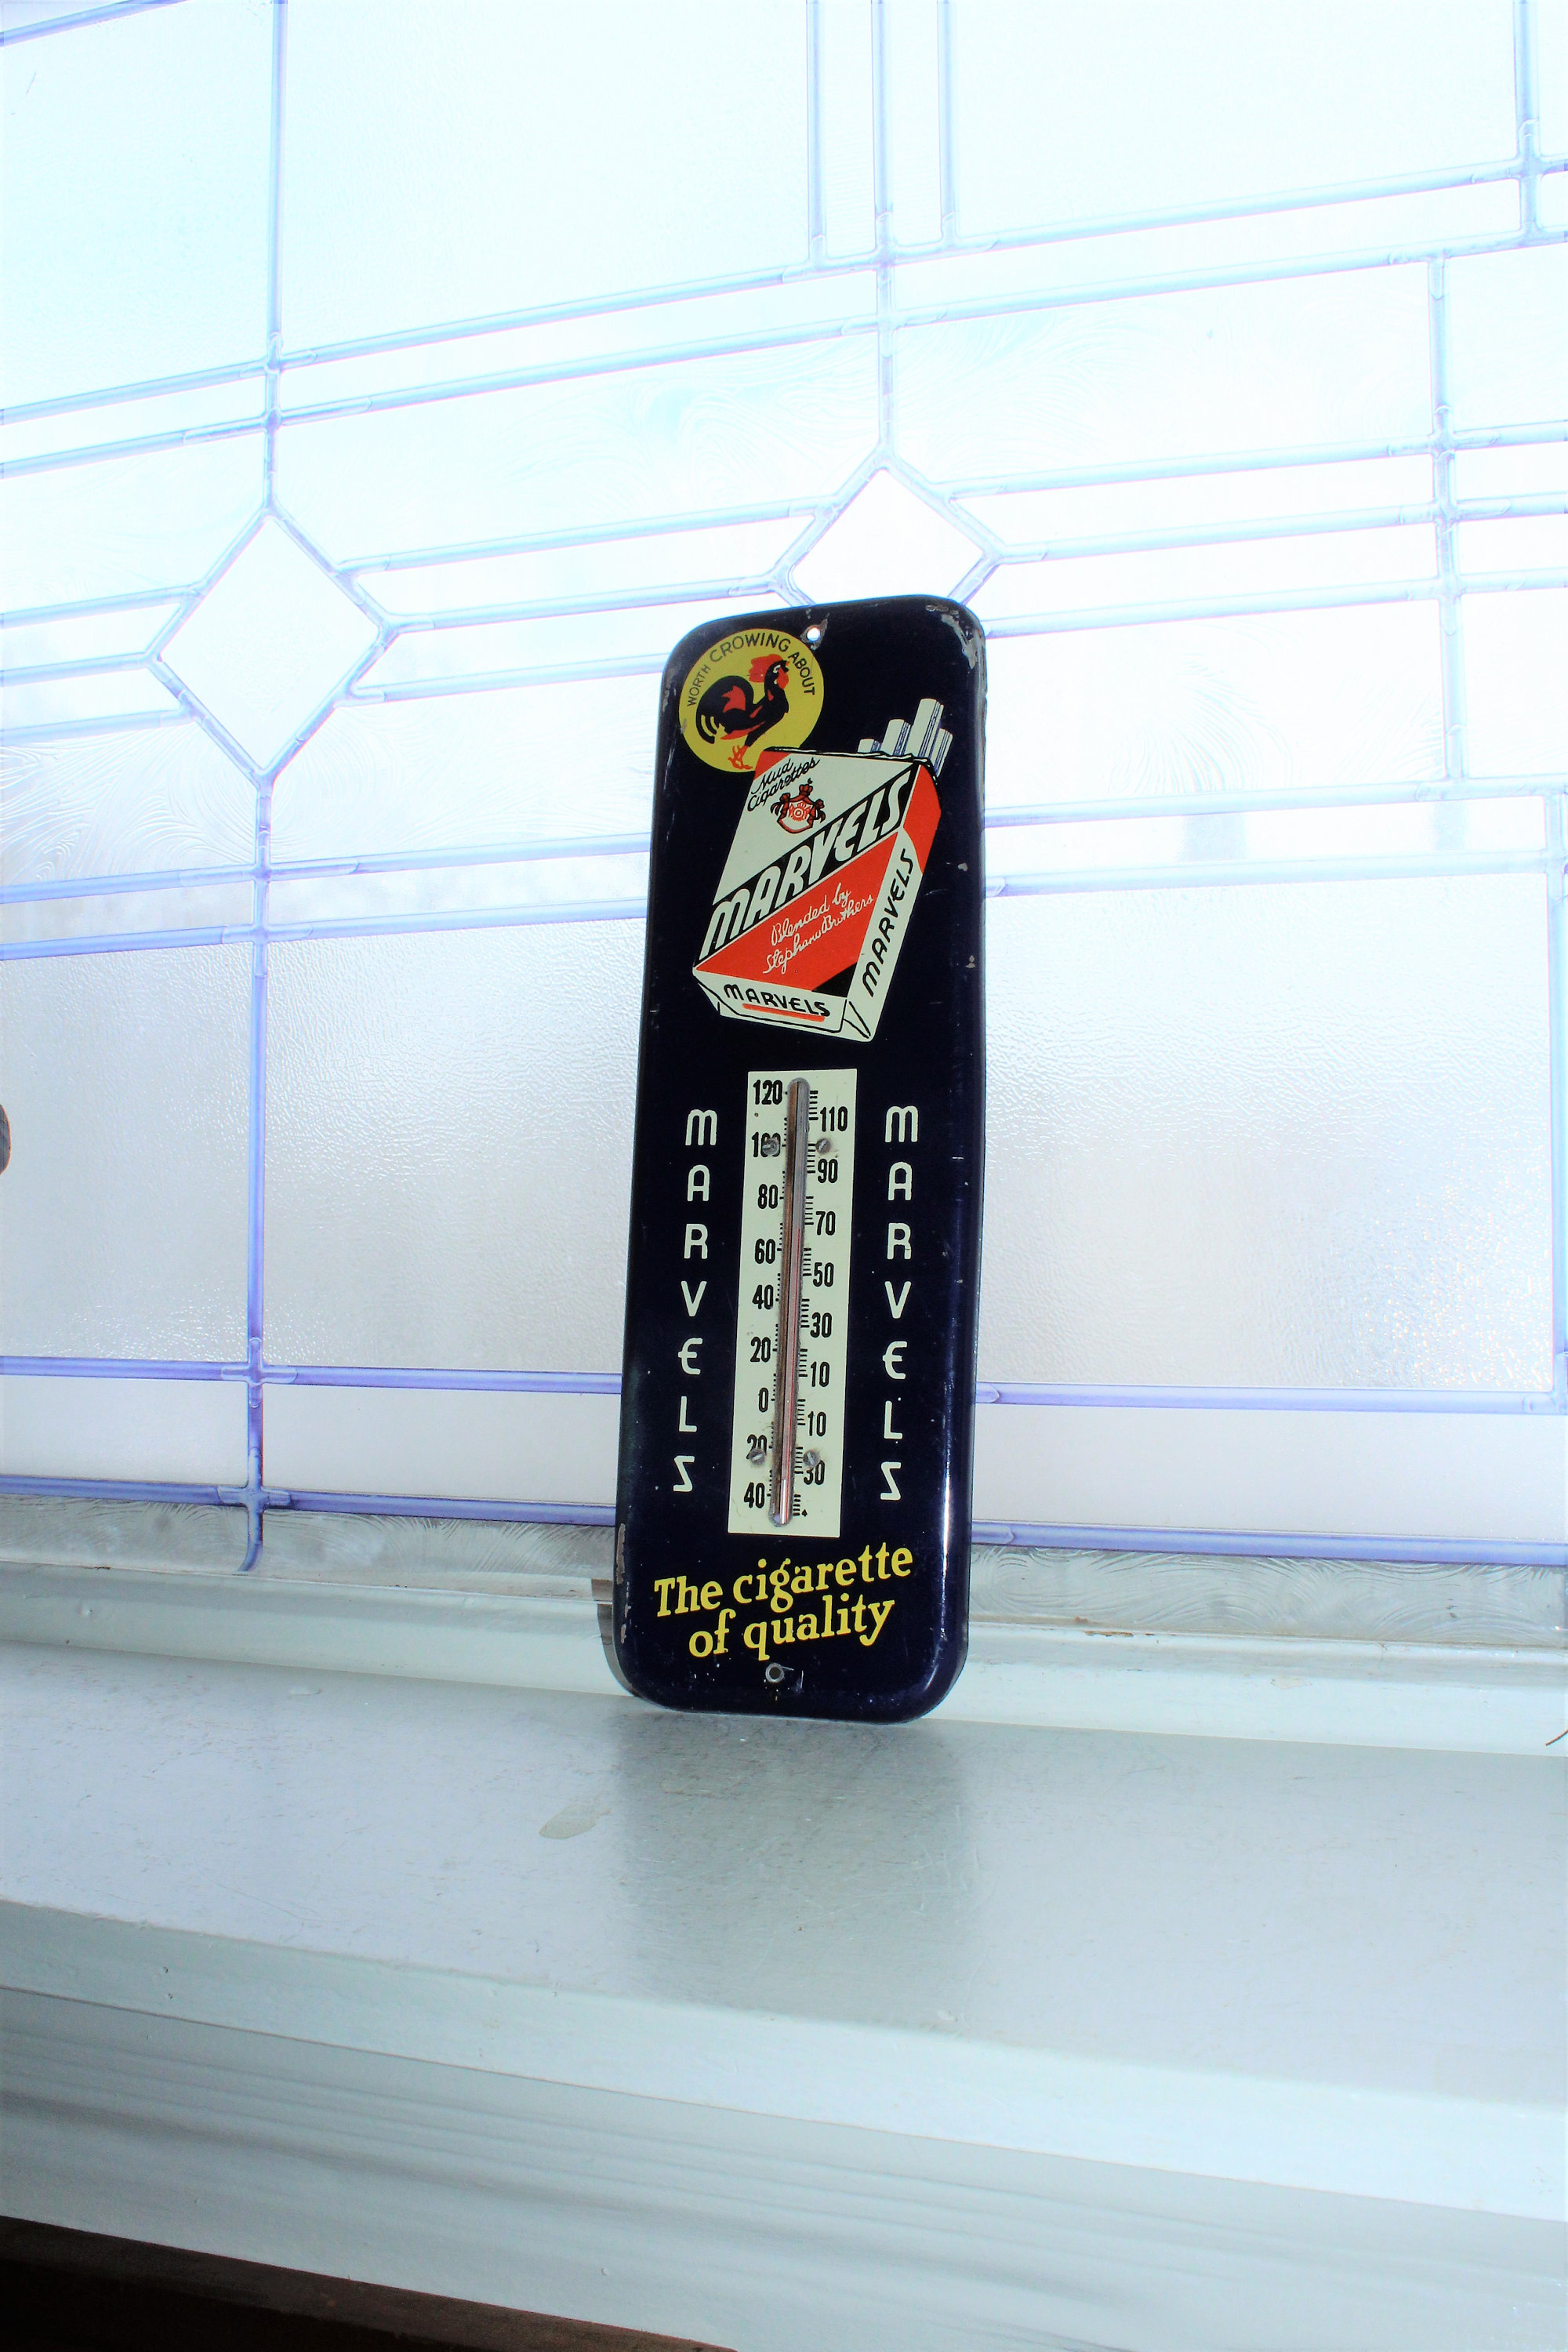 WORTH CROWING ABOUT
Mild
Cigarettes
MARVELS
Blended by
Stephano Brothers
MARVELS
MARVELS
120
110
100
90
80
70
60
50
40
30
20
10
0
10
20
30
40
MARVELS
MARVELS
The cigarette
of quality